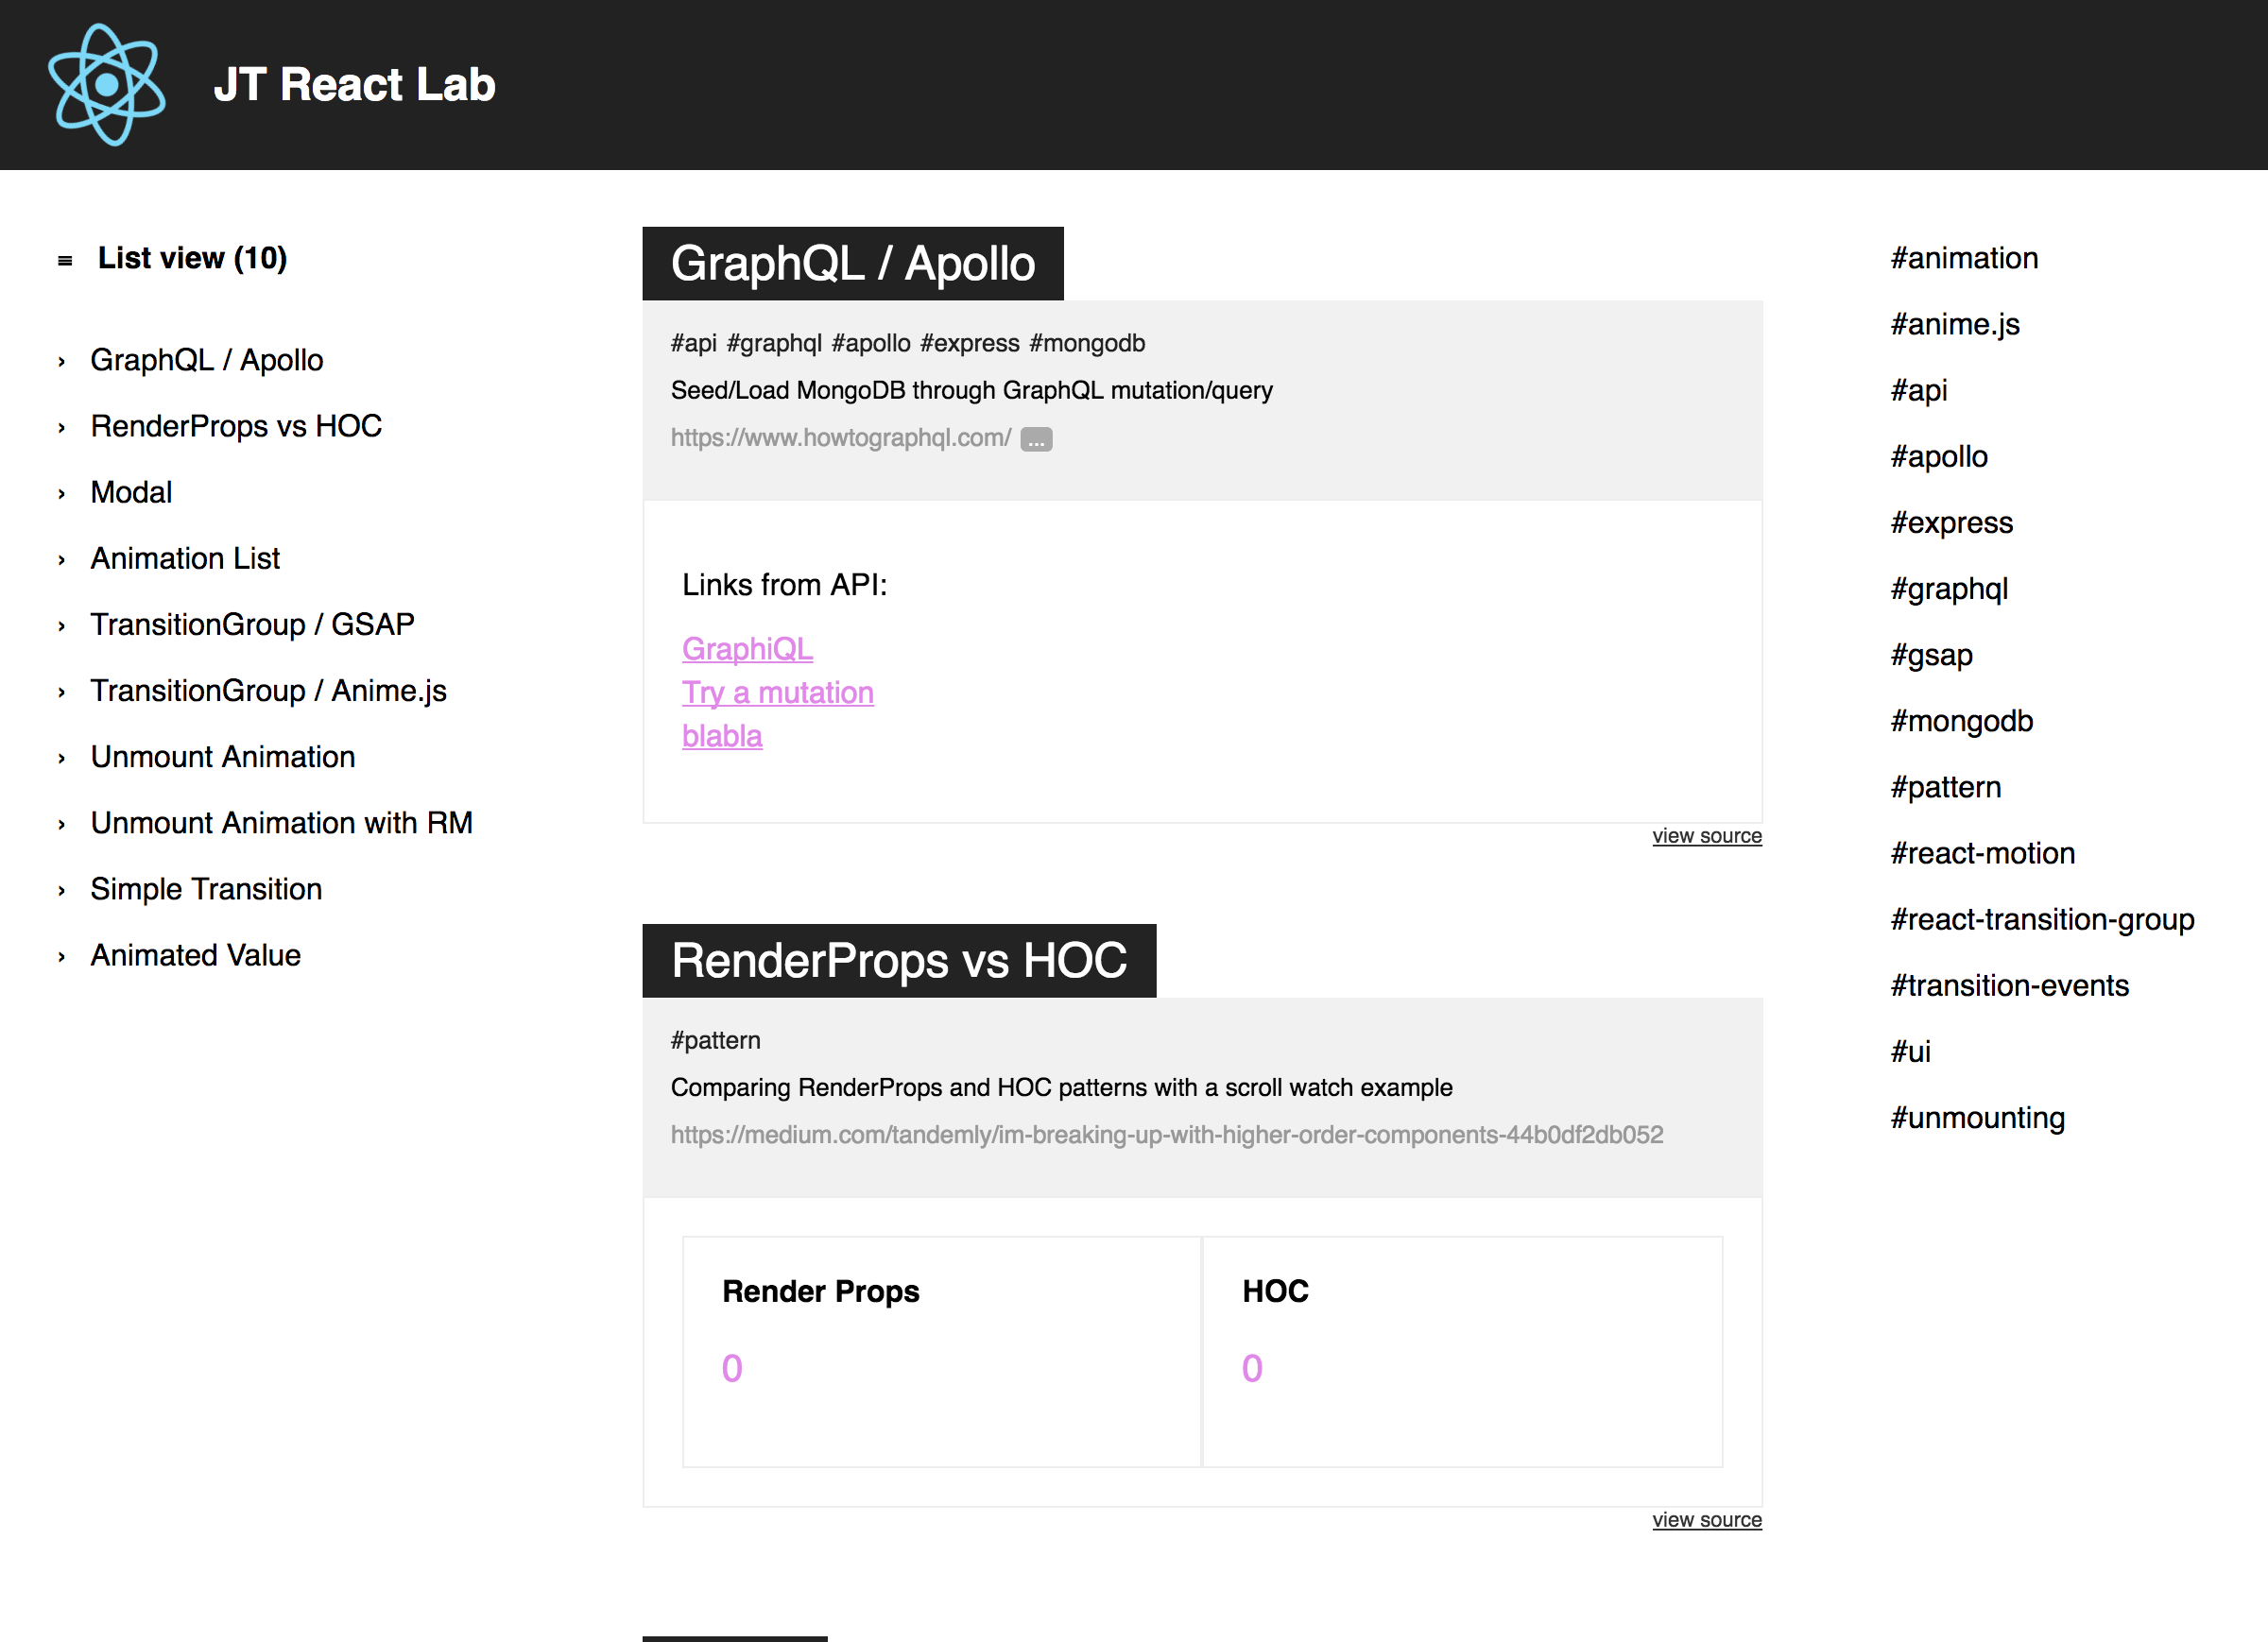 JT React Lab
≡ List view (10)
› GraphQL / Apollo
› RenderProps vs HOC
› Modal
› Animation List
› TransitionGroup / GSAP
› TransitionGroup / Anime.js
› Unmount Animation
› Unmount Animation with RM
› Simple Transition
› Animated Value
GraphQL / Apollo
#api #graphql #apollo #express #mongodb
Seed/Load MongoDB through GraphQL mutation/query
https://www.howtographql.com/ ...
Links from API:
GraphiQL
Try a mutation
blabla
view source
RenderProps vs HOC
#pattern
Comparing RenderProps and HOC patterns with a scroll watch example
https://medium.com/tandemly/im-breaking-up-with-higher-order-components-44b0df2db052
Render Props
0
HOC
0
view source
#animation
#anime.js
#api
#apollo
#express
#graphql
#gsap
#mongodb
#pattern
#react-motion
#react-transition-group
#transition-events
#ui
#unmounting